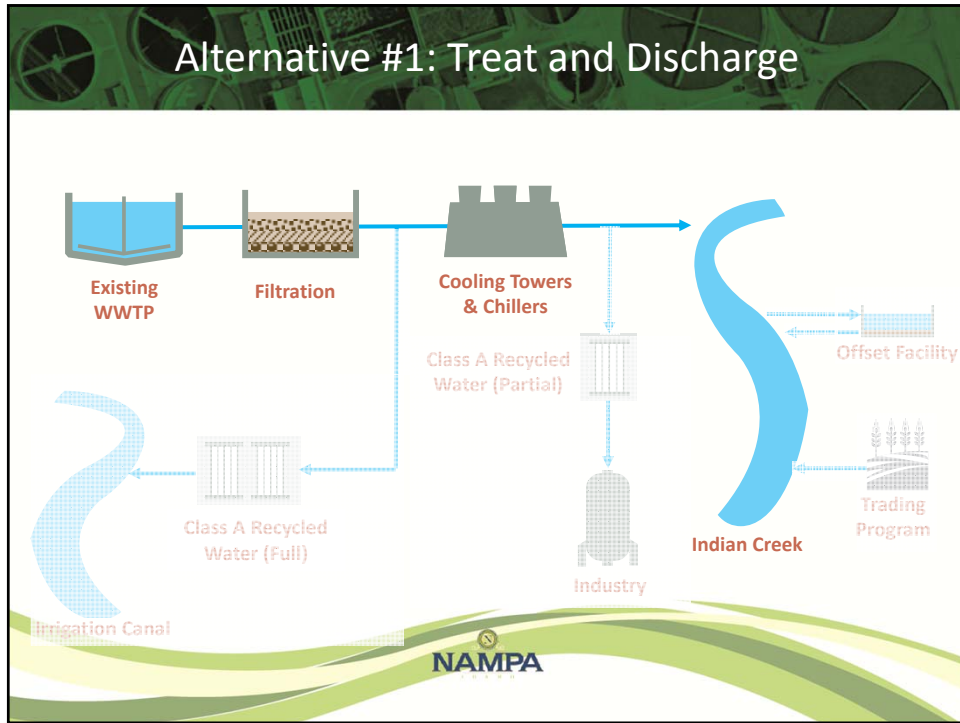 Alternative #1: Treat and Discharge
Existing
WWTP
Filtration
Cooling Towers
& Chillers
Class A Recycled
Water (Partial)
Offset Facility
Class A Recycled
Water (Full)
Indian Creek
Trading
Program
Industry
Irrigation Canal
N
NAMPA
IDAHO